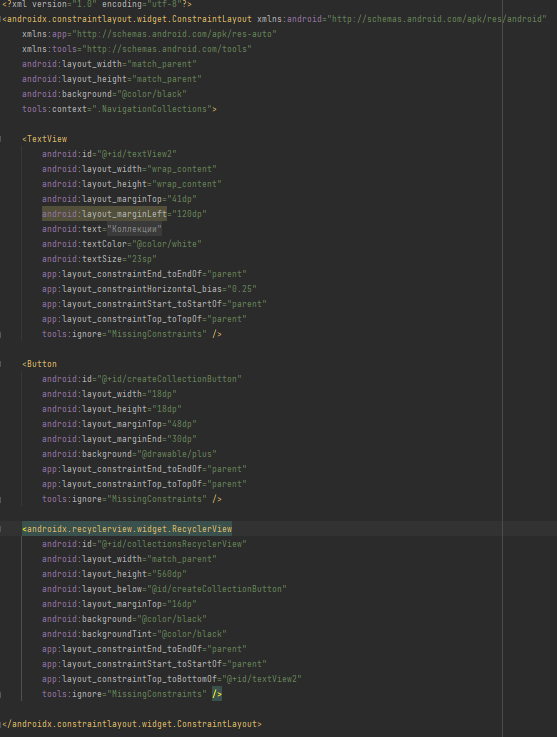 <?xml version="1.0" encoding="utf-8"?>
<androidx.constraintlayout.widget.ConstraintLayout xmlns:android="http://schemas.android.com/apk/res/android"
    xmlns:app="http://schemas.android.com/apk/res-auto"
    xmlns:tools="http://schemas.android.com/tools"
    android:layout_width="match_parent"
    android:layout_height="match_parent"
    android:background="@color/black"
    tools:context=".NavigationCollections">

    <TextView
        android:id="@+id/textView2"
        android:layout_width="wrap_content"
        android:layout_height="wrap_content"
        android:layout_marginTop="41dp"
        android:layout_marginLeft="120dp"
        android:text="Коллекции"
        android:textColor="@color/white"
        android:textSize="23sp"
        app:layout_constraintEnd_toEndOf="parent"
        app:layout_constraintHorizontal_bias="0.25"
        app:layout_constraintStart_toStartOf="parent"
        app:layout_constraintTop_toTopOf="parent"
        tools:ignore="MissingConstraints" />

    <Button
        android:id="@+id/createCollectionButton"
        android:layout_width="18dp"
        android:layout_height="18dp"
        android:layout_marginTop="48dp"
        android:layout_marginEnd="30dp"
        android:background="@drawable/plus"
        app:layout_constraintEnd_toEndOf="parent"
        app:layout_constraintTop_toTopOf="parent"
        tools:ignore="MissingConstraints" />

    <androidx.recyclerview.widget.RecyclerView
        android:id="@+id/collectionsRecyclerView"
        android:layout_width="match_parent"
        android:layout_height="560dp"
        android:layout_below="@id/createCollectionButton"
        android:layout_marginTop="16dp"
        android:background="@color/black"
        android:backgroundTint="@color/black"
        app:layout_constraintEnd_toEndOf="parent"
        app:layout_constraintStart_toStartOf="parent"
        app:layout_constraintTop_toBottomOf="@+id/textView2"
        tools:ignore="MissingConstraints" />

</androidx.constraintlayout.widget.ConstraintLayout>